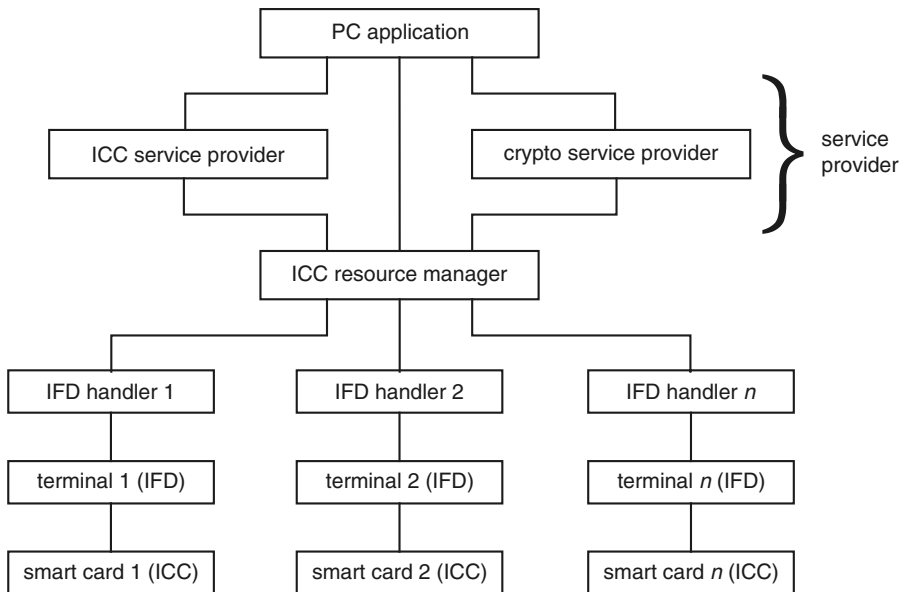 PC application
ICC service provider
crypto service provider
service
provider
ICC resource manager
IFD handler 1
IFD handler 2
IFD handler n
terminal 1 (IFD)
terminal 2 (IFD)
terminal n (IFD)
smart card 1 (ICC)
smart card 2 (ICC)
smart card n (ICC)